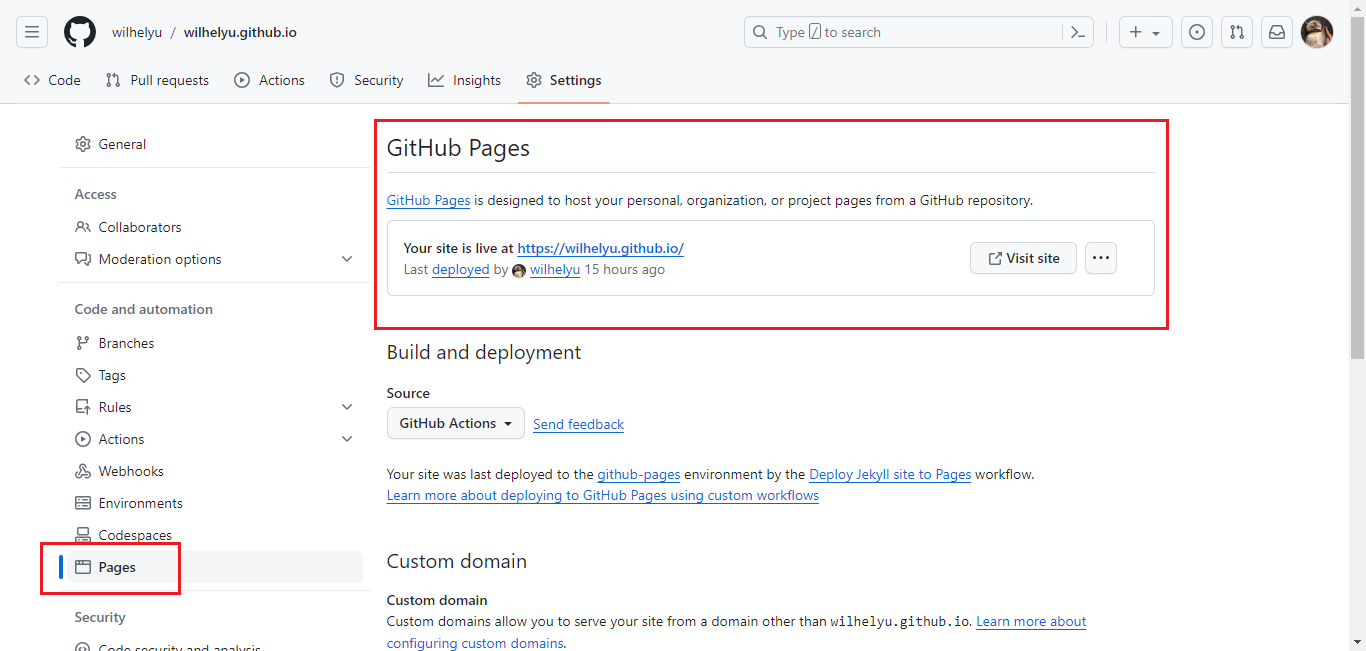 wilhelyu / wilhelyu.github.io
Type / to search
Code
Pull requests
Actions
Security
Insights
Settings
General
Access
Collaborators
Moderation options
Code and automation
Branches
Tags
Rules
Actions
Webhooks
Environments
Codespaces
Pages
Security
Code security and analysis
GitHub Pages
GitHub Pages is designed to host your personal, organization, or project pages from a GitHub repository.
Your site is live at https://wilhelyu.github.io/
Last deployed by wilhelyu 15 hours ago
Visit site
Build and deployment
Source
GitHub Actions
Send feedback
Your site was last deployed to the github-pages environment by the Deploy Jekyll site to Pages workflow.
Learn more about deploying to GitHub Pages using custom workflows
Custom domain
Custom domain
Custom domains allow you to serve your site from a domain other than wilhelyu.github.io. Learn more about
configuring custom domains.